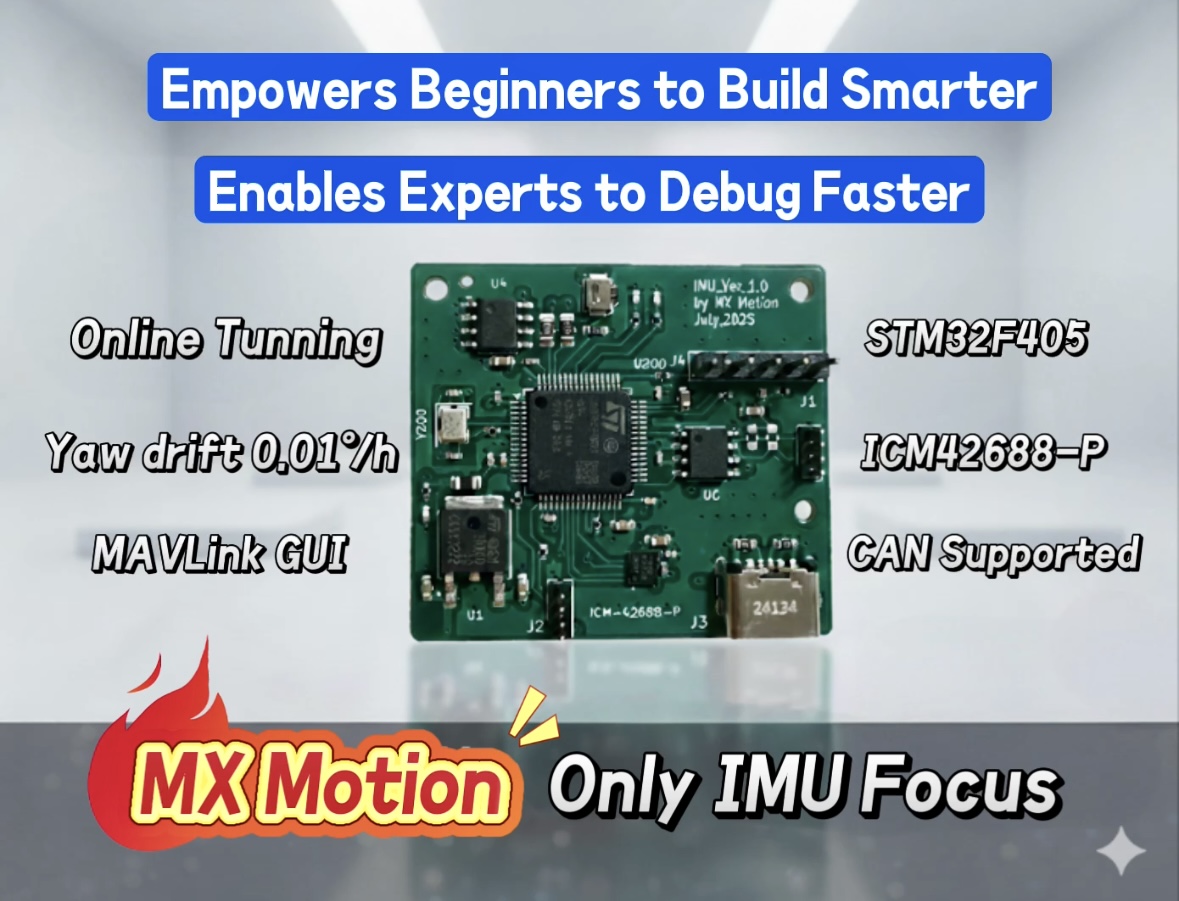 Empowers Beginners to Build Smarter
Enables Experts to Debug Faster
Online Tunning
Yaw drift 0.01°/h
MAVLink GUI
STM32F405
ICM42688-P
CAN Supported
U4
IMU_Ver_1.0
by MX Motion
July,2025
U200
J4
J1
Y200
UC
U1
J2
ICM-42688-P
J3
24134
MX Motion
Only IMU Focus